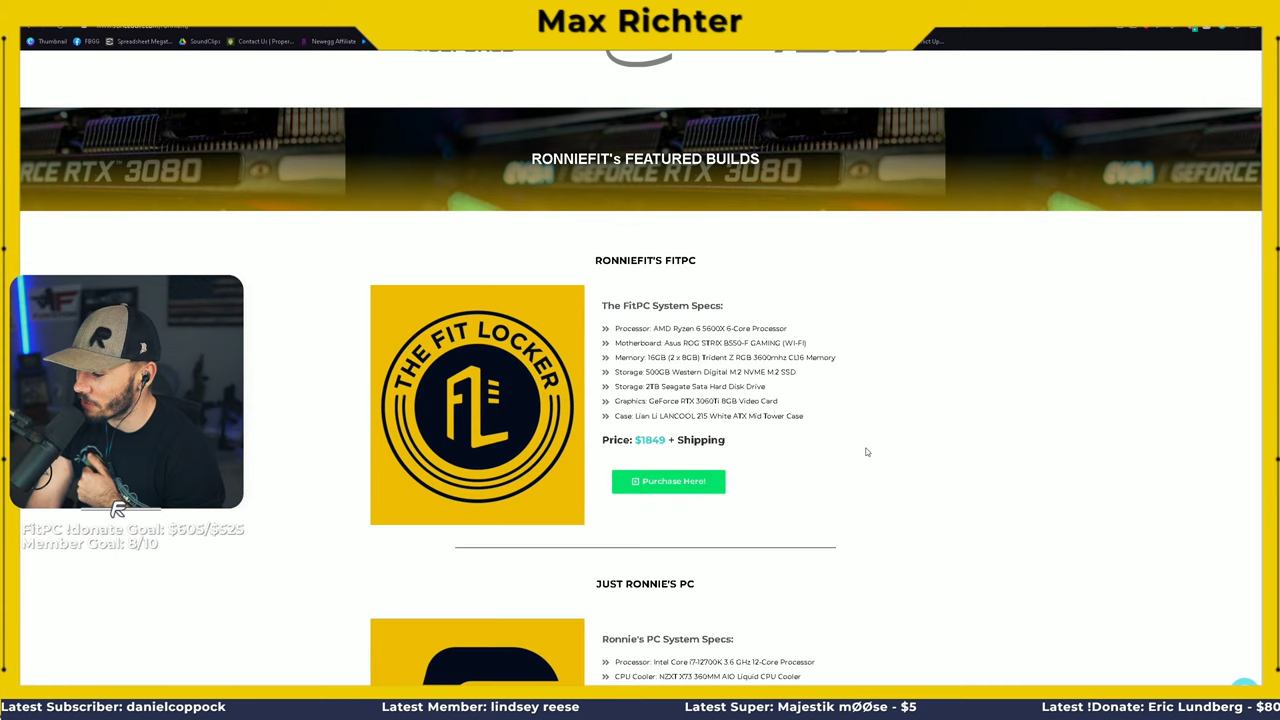 Max Richter
Thumbnail
FBGG
Spreadsheet Megat...
SoundClips
Contact Us | Proper...
Newegg Affiliate
RONNIEFIT's FEATURED BUILDS
RCE RTX™ 3080
EVGA / GEFORCE RTX 3080
EVGA / GEFORCE
RONNIEFIT'S FITPC
THE FIT LOCKER
The FitPC System Specs:
Processor: AMD Ryzen 6 5600X 6-Core Processor
Motherboard: Asus ROG STRIX B550-F GAMING (WI-FI)
Memory: 16GB (2 x 8GB) Trident Z RGB 3600mhz CL16 Memory
Storage: 500GB Western Digital M.2 NVME M.2 SSD
Storage: 2TB Seagate Sata Hard Disk Drive
Graphics: GeForce RTX 3060Ti 8GB Video Card
Case: Lian Li LANCOOL 215 White ATX Mid Tower Case
Price: $1849 + Shipping
Purchase Here!
FitPC !donate Goal: $605/$525
Member Goal: 8/10
JUST RONNIE'S PC
Ronnie's PC System Specs:
Processor: Intel Core i7-12700K 3.6 GHz 12-Core Processor
CPU Cooler: NZXT X73 360MM AIO Liquid CPU Cooler
Latest Subscriber: danielcoppock
Latest Member: lindsey reese
Latest Super: Majestik mØØse - $5
Latest !Donate: Eric Lundberg - $80